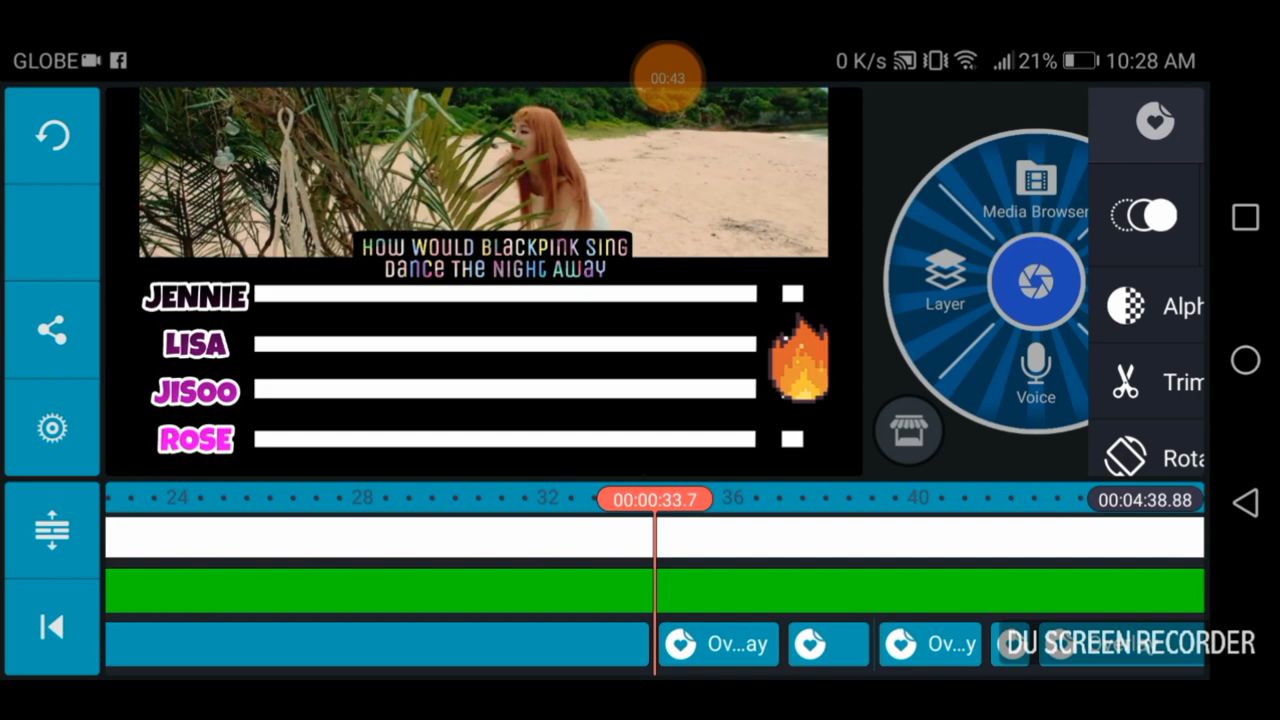 GLOBE
00:43
0 K/s
21%
10:28 AM
HOW WOULD BLACKPINK SING
DANCE THE NIGHT AWAY
JENNIE
LISA
JISOO
ROSE
Media Browser
Layer
Voice
Alph
Trim
Rota
24
28
32
00:00:33.7
36
40
00:04:38.88
Ov...ay
Ov...y
DU SCREEN RECORDER